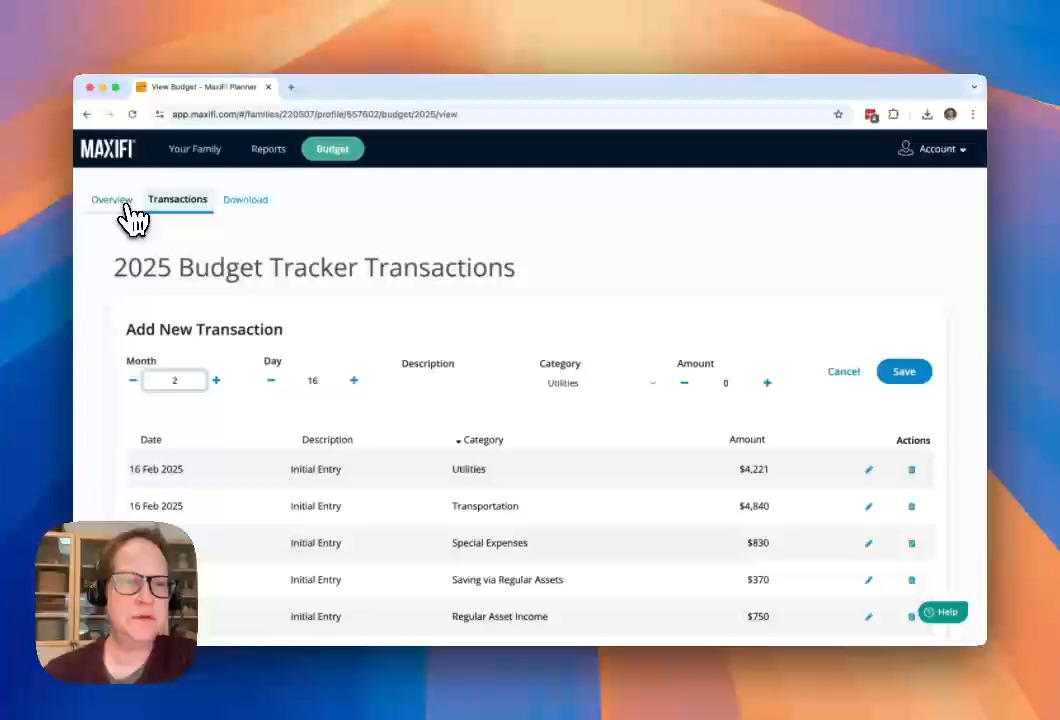 View Budget - MaxiFi Planner
app.maxifi.com/#/families/220507/profile/557602/budget/2025/view
MAXIFI Your Family Reports Budget Account
Overview Transactions Download
2025 Budget Tracker Transactions
Add New Transaction
Month Day Description Category Amount
2 16 Utilities 0 Cancel Save
Date Description Category Amount Actions
16 Feb 2025 Initial Entry Utilities $4,221
16 Feb 2025 Initial Entry Transportation $4,840
Initial Entry Special Expenses $830
Initial Entry Saving via Regular Assets $370
Initial Entry Regular Asset Income $750
Help